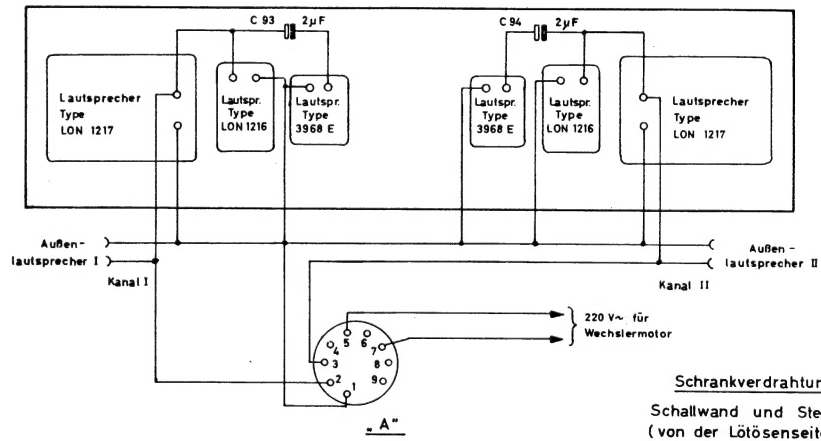 C 93 2µF
C 94 2µF
Lautsprecher
Type
LON 1217
Lautspr.
Type
LON 1216
Lautspr.
Type
3968 E
Lautspr.
Type
3968 E
Lautspr.
Type
LON 1216
Lautsprecher
Type
LON 1217
Außen-
lautsprecher I
Kanal I
Außen-
lautsprecher II
Kanal II
220 V~ für
Wechslermotor
5
6
4
7
3
8
2
9
1
„A"
Schrankverdrahtun
Schallwand und Ste
(von der Lötösenseite